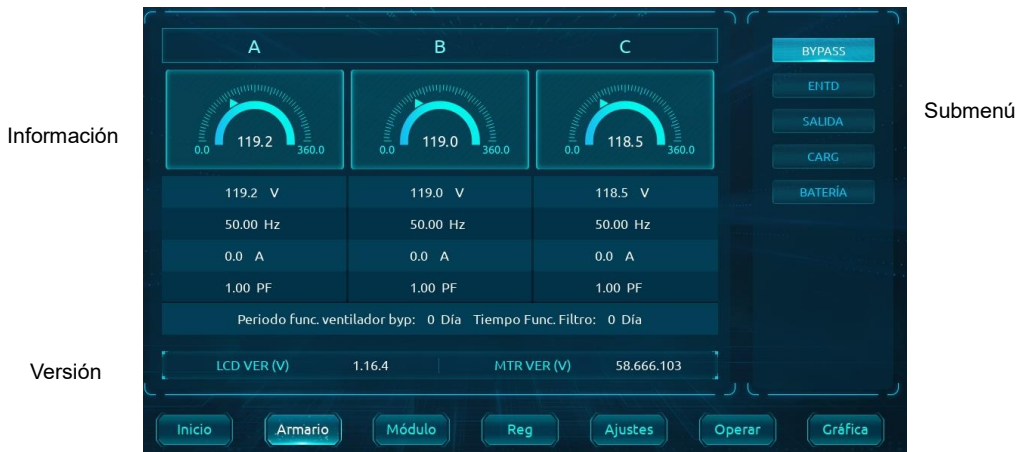 A B C
BYPASS
ENTD
SALIDA
CARG
BATERÍA
Submenú
Información
119.2 0.0 360.0
119.0 0.0 360.0
118.5 0.0 360.0
119.2 V 119.0 V 118.5 V
50.00 Hz 50.00 Hz 50.00 Hz
0.0 A 0.0 A 0.0 A
1.00 PF 1.00 PF 1.00 PF
Periodo func. ventilador byp: 0 Día Tiempo Func. Filtro: 0 Día
Versión
LCD VER (V) 1.16.4 MTR VER (V) 58.666.103
Inicio Armario Módulo Reg Ajustes Operar Gráfica